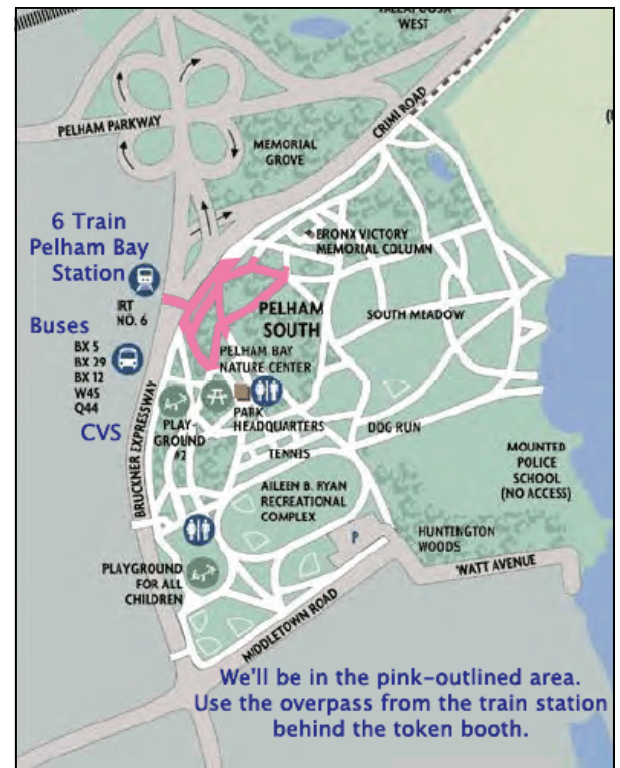 WEST
CRIMI ROAD
PELHAM PARKWAY
MEMORIAL
GROVE
6 Train
Pelham Bay
Station
BRONX VICTORY
MEMORIAL COLUMN
IRT
NO. 6
PELHAM
SOUTH
SOUTH MEADOW
Buses
BX 5
BX 29
BX 12
W45
Q44
CVS
PELHAM BAY
NATURE CENTER
PARK
HEADQUARTERS
PLAY-
GROUND
#2
DOG RUN
TENNIS
BRUCKNER EXPRESSWAY
MOUNTED
POLICE
SCHOOL
(NO ACCESS)
AILEEN B. RYAN
RECREATIONAL
COMPLEX
P
HUNTINGTON
WOODS
WATT AVENUE
PLAYGROUND
FOR ALL
CHILDREN
MIDDLETOWN ROAD
We'll be in the pink-outlined area.
Use the overpass from the train station
behind the token booth.